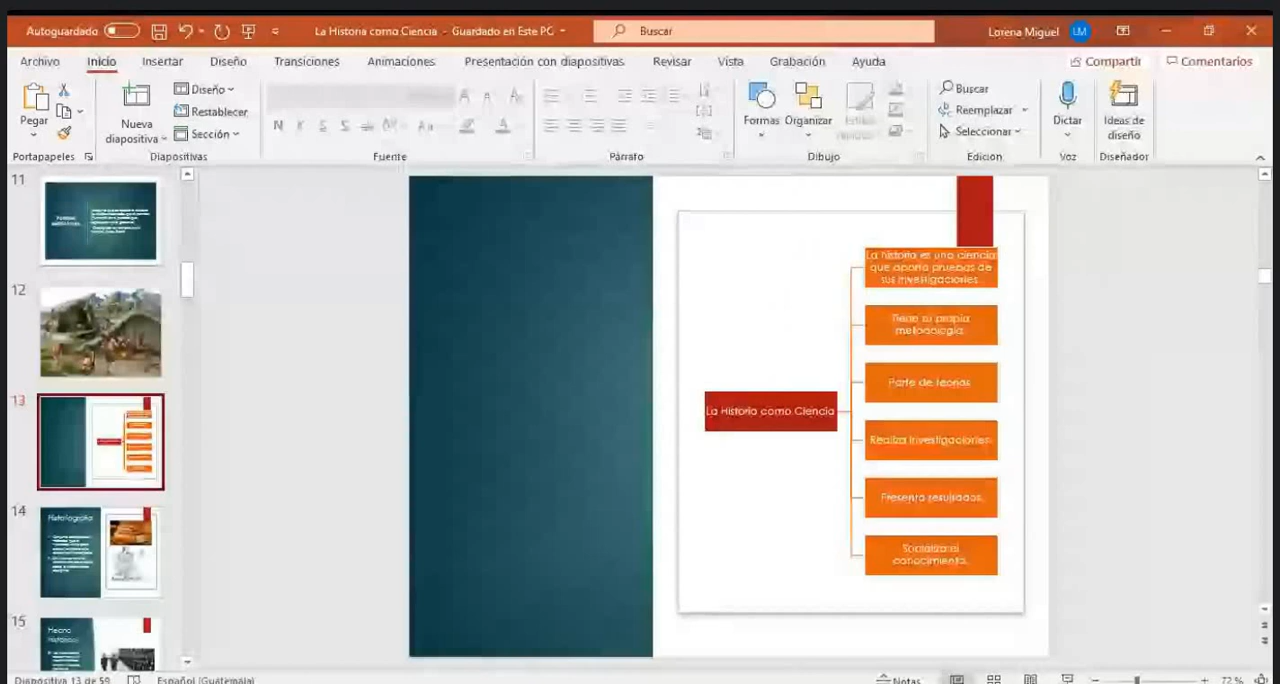 Autoguardado
La Historia como Ciencia - Guardado en Este PC
Buscar
Lorena Miguel LM
Archivo Inicio Insertar Diseño Transiciones Animaciones Presentación con diapositivas Revisar Vista Grabación Ayuda Compartir Comentarios
Pegar
Nueva
diapositiva
Diseño
Restablecer
Sección
N K S S
Formas
Organizar
Buscar
Reemplazar
Seleccionar
Dictar
Ideas de
diseño
Portapapeles Diapositivas Fuente Párrafo Dibujo Edición Voz Diseñador
11
12
13
14
Historiografía
15
Hecho
Histórico
La Historia como Ciencia
La historia es una ciencia
que aporta pruebas de
sus investigaciones.
Tiene su propia
metodología.
Parte de teorías
Realiza investigaciones.
Presenta resultados.
Socializa el
conocimiento.
Diapositiva 13 de 59
Español (Guatemala)
Notas
72 %